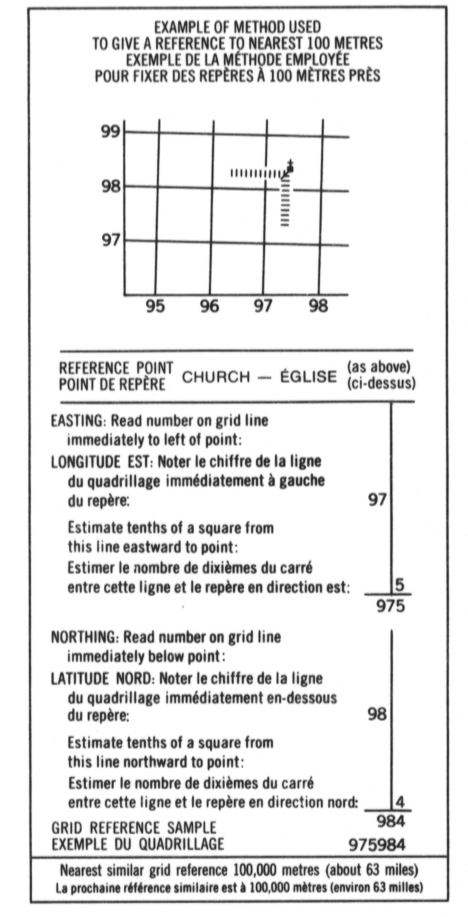 EXAMPLE OF METHOD USED
TO GIVE A REFERENCE TO NEAREST 100 METRES
EXEMPLE DE LA MÉTHODE EMPLOYÉE
POUR FIXER DES REPÈRES À 100 MÈTRES PRÈS
99
98
97
95 96 97 98
REFERENCE POINT
POINT DE REPÈRE
CHURCH — ÉGLISE
(as above)
(ci-dessus)
EASTING: Read number on grid line
immediately to left of point:
LONGITUDE EST: Noter le chiffre de la ligne
du quadrillage immédiatement à gauche
du repère: 97
Estimate tenths of a square from
this line eastward to point:
Estimer le nombre de dixièmes du carré
entre cette ligne et le repère en direction est: 5
975
NORTHING: Read number on grid line
immediately below point:
LATITUDE NORD: Noter le chiffre de la ligne
du quadrillage immédiatement en-dessous
du repère: 98
Estimate tenths of a square from
this line northward to point:
Estimer le nombre de dixièmes du carré
entre cette ligne et le repère en direction nord: 4
984
GRID REFERENCE SAMPLE
EXEMPLE DU QUADRILLAGE 975984
Nearest similar grid reference 100,000 metres (about 63 miles)
La prochaine référence similaire est à 100,000 mètres (environ 63 milles)